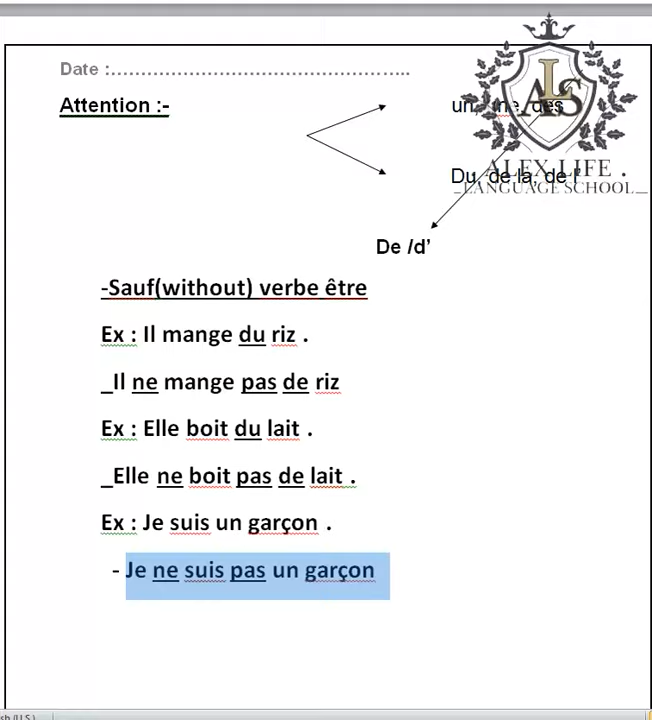 Date :……………………………………………..
Attention :-
un, une, des
ALS
Du, de la, de l'
ALEX LIFE .
LANGUAGE SCHOOL
De /d’
-Sauf(without) verbe être
Ex : Il mange du riz .
_Il ne mange pas de riz
Ex : Elle boit du lait .
_Elle ne boit pas de lait .
Ex : Je suis un garçon .
- Je ne suis pas un garçon